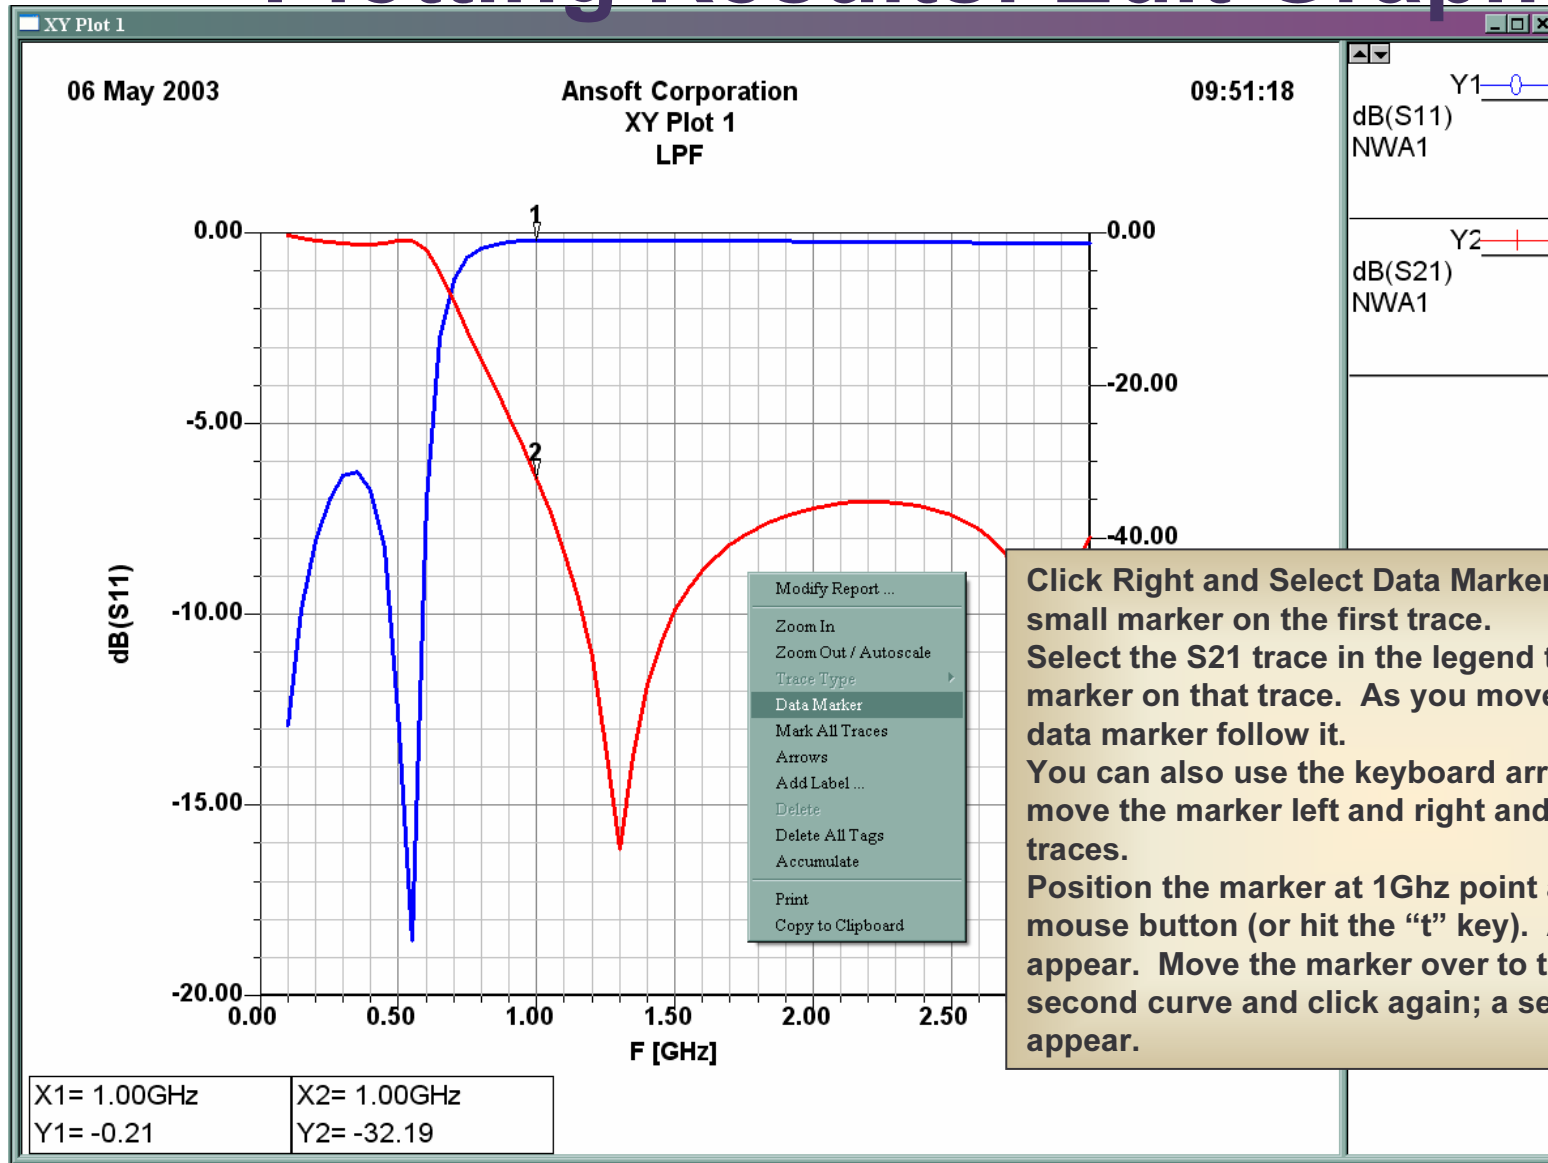 Plotting Results: Edit Graph
XY Plot 1
06 May 2003
Ansoft Corporation
09:51:18
XY Plot 1
LPF
Y1
dB(S11)
NWA1
Y2
dB(S21)
NWA1
1
2
0.00
-5.00
-10.00
-15.00
-20.00
dB(S11)
0.00
-20.00
-40.00
0.00
0.50
1.00
1.50
2.00
2.50
F [GHz]
Modify Report ...
Zoom In
Zoom Out / Autoscale
Trace Type
Data Marker
Mark All Traces
Arrows
Add Label ...
Delete
Delete All Tags
Accumulate
Print
Copy to Clipboard
Click Right and Select Data Marker
small marker on the first trace.
Select the S21 trace in the legend t
marker on that trace. As you move
data marker follow it.
You can also use the keyboard arr
move the marker left and right and
traces.
Position the marker at 1Ghz point
mouse button (or hit the “t” key).
appear. Move the marker over to t
second curve and click again; a se
appear.
X1= 1.00GHz
Y1= -0.21
X2= 1.00GHz
Y2= -32.19